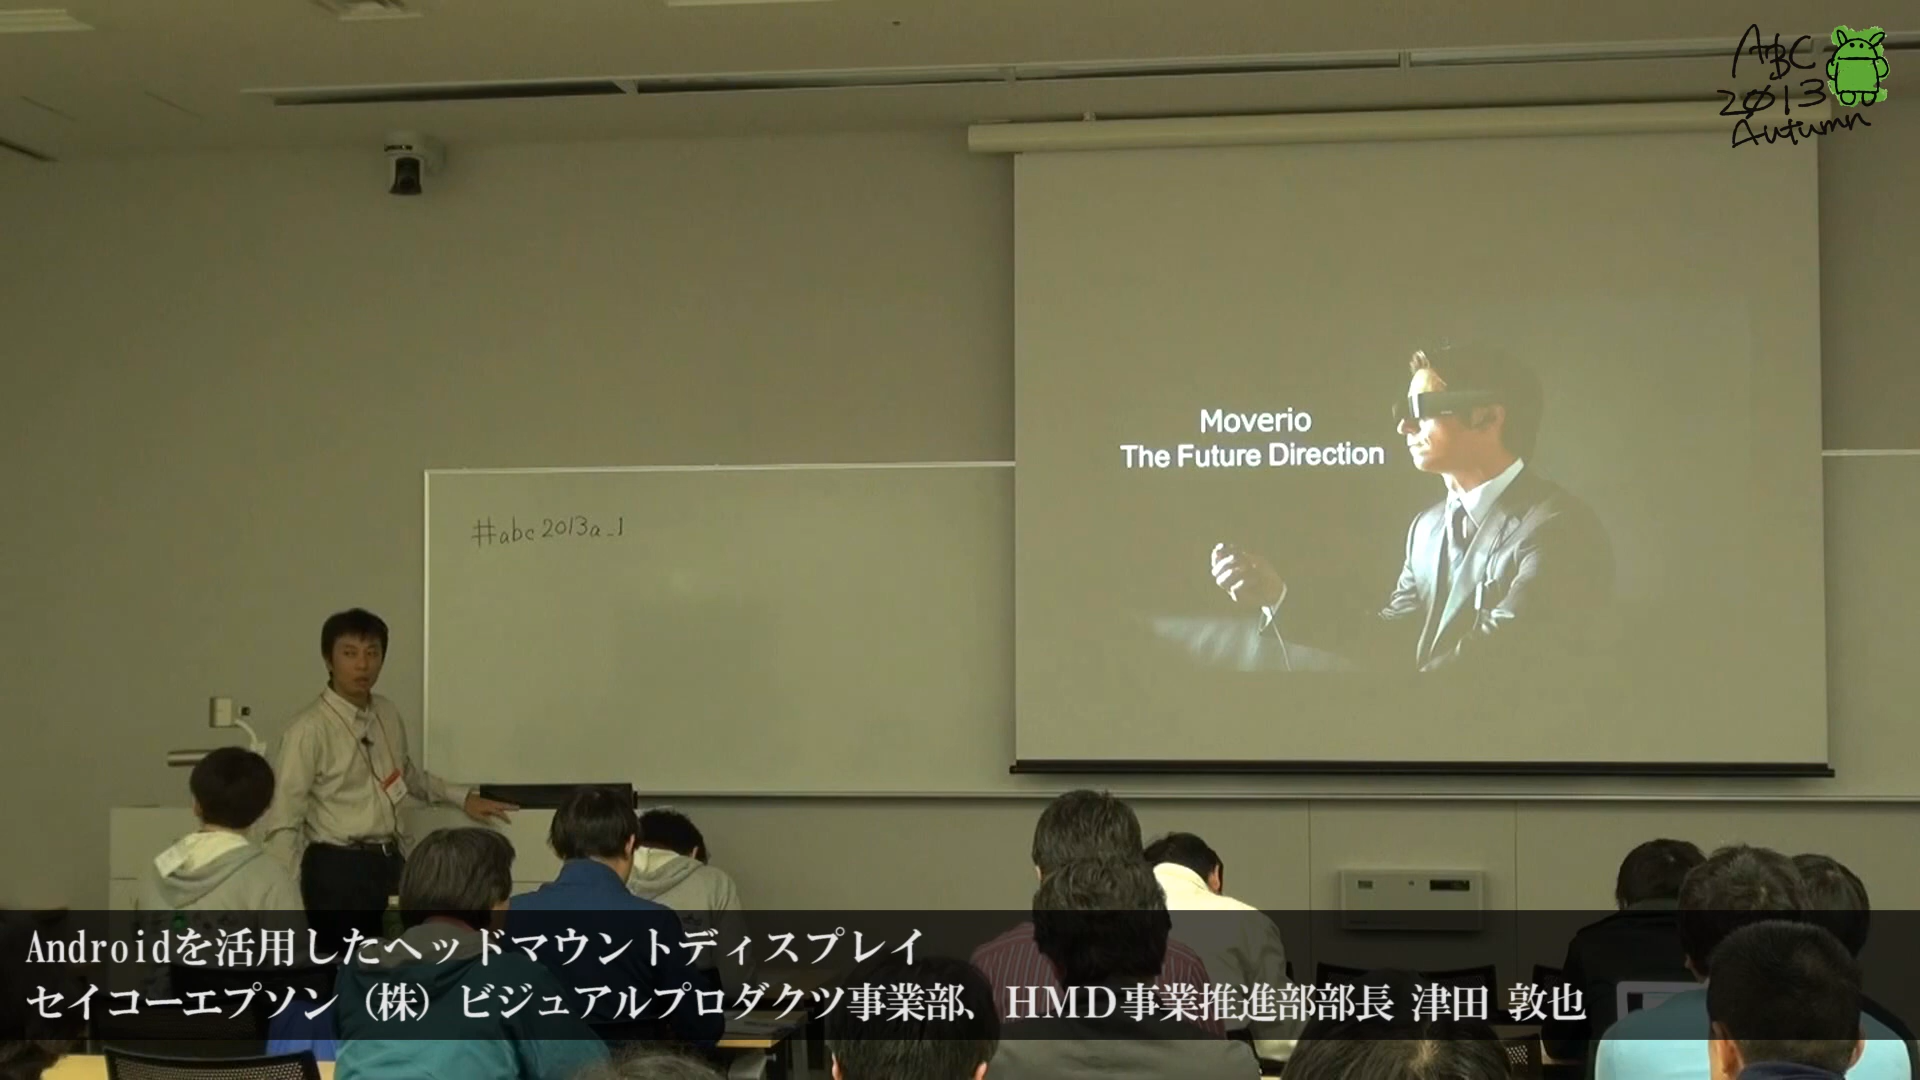 ABC
2013
Autumn
Moverio
The Future Direction
#abc2013a_1
Androidを活用したヘッドマウントディスプレイ
セイコーエプソン（株）ビジュアルプロダクツ事業部、HMD事業推進部部長 津田 敦也